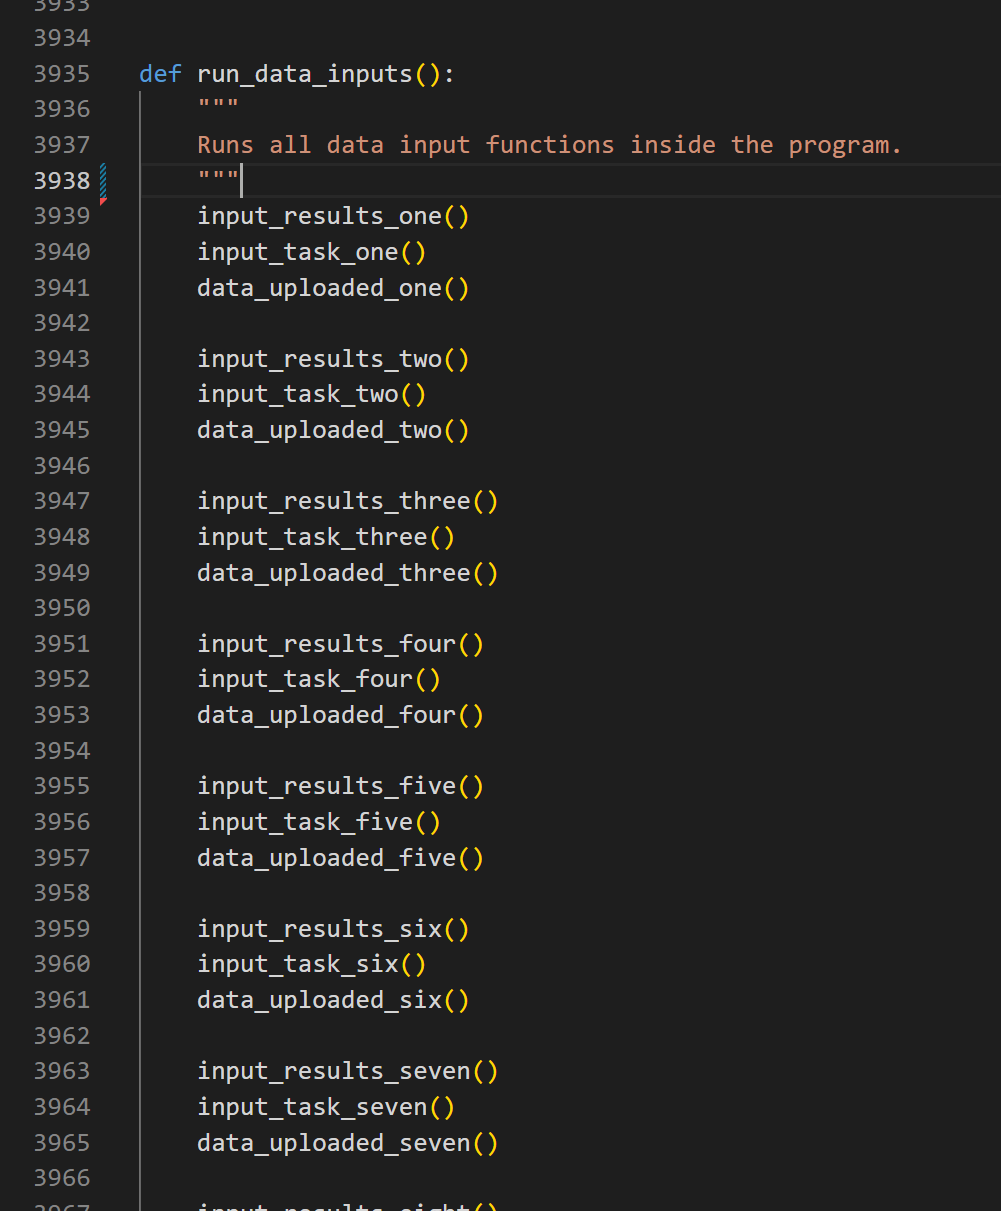 3933
3934
3935 def run_data_inputs():
3936 """
3937 Runs all data input functions inside the program.
3938 """
3939 input_results_one()
3940 input_task_one()
3941 data_uploaded_one()
3942
3943 input_results_two()
3944 input_task_two()
3945 data_uploaded_two()
3946
3947 input_results_three()
3948 input_task_three()
3949 data_uploaded_three()
3950
3951 input_results_four()
3952 input_task_four()
3953 data_uploaded_four()
3954
3955 input_results_five()
3956 input_task_five()
3957 data_uploaded_five()
3958
3959 input_results_six()
3960 input_task_six()
3961 data_uploaded_six()
3962
3963 input_results_seven()
3964 input_task_seven()
3965 data_uploaded_seven()
3966
3967 input_results_eight()